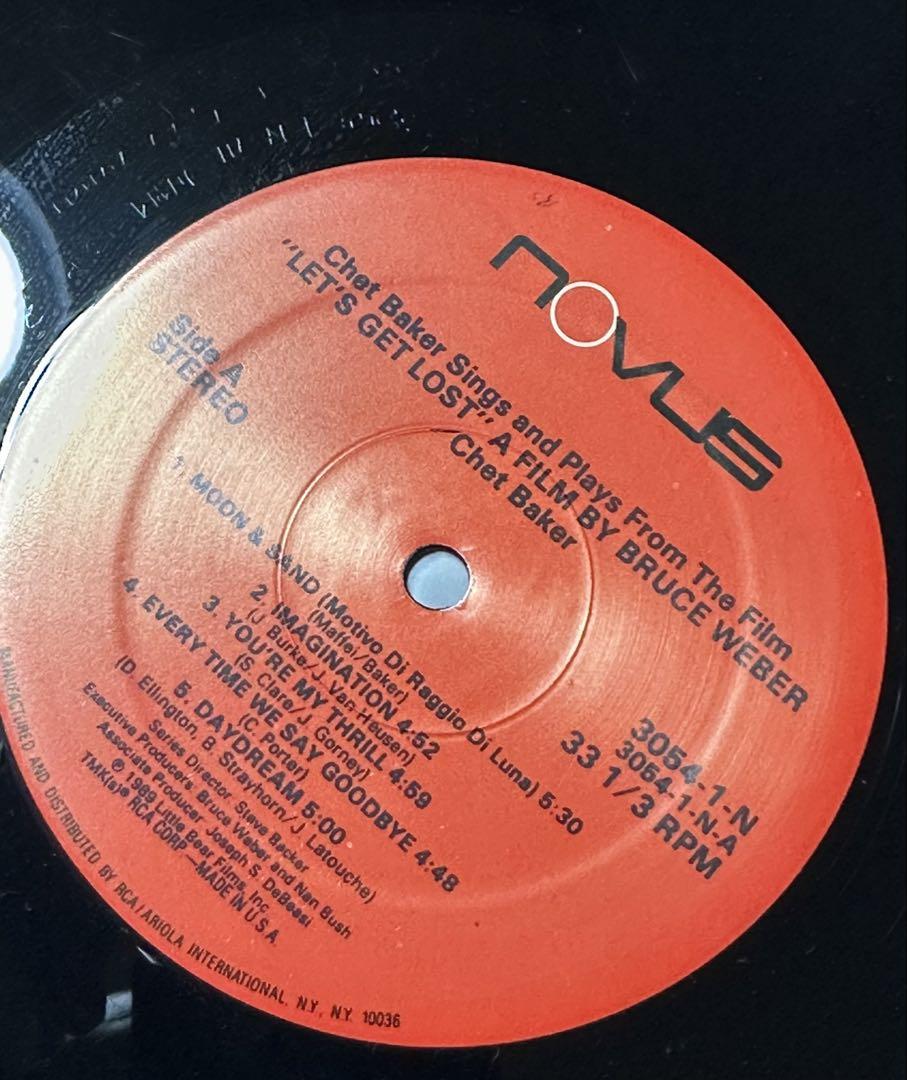 novus
Chet Baker Sings and Plays From The Film
"LET'S GET LOST" A FILM BY BRUCE WEBER
Chet Baker
Side A
STEREO
3054-1-N
3054-1-N-A
33 1/3 RPM
1. MOON & SAND (Motivo Di Raggio Di Luna) 5:30
(Maffei/Baker)
2. IMAGINATION 4:52
(J Burke/J. Van Heusen)
3. YOU'RE MY THRILL 4:59
(S Clare/J Gorney)
4. EVERY TIME WE SAY GOODBYE 4:48
(C. Porter)
5. DAYDREAM 5:00
(D. Ellington, B Strayhorn/J Latouche)
Series Director Steve Backer
Executive Producers Bruce Weber and Nan Bush
Associate Producer Joseph S. DeBeasi
℗ 1989 Little Bear Films, Inc
TMK(s)® RCA CORP—MADE IN U S A
MANUFACTURED AND DISTRIBUTED BY RCA/ARIOLA INTERNATIONAL, N.Y., N.Y. 10036